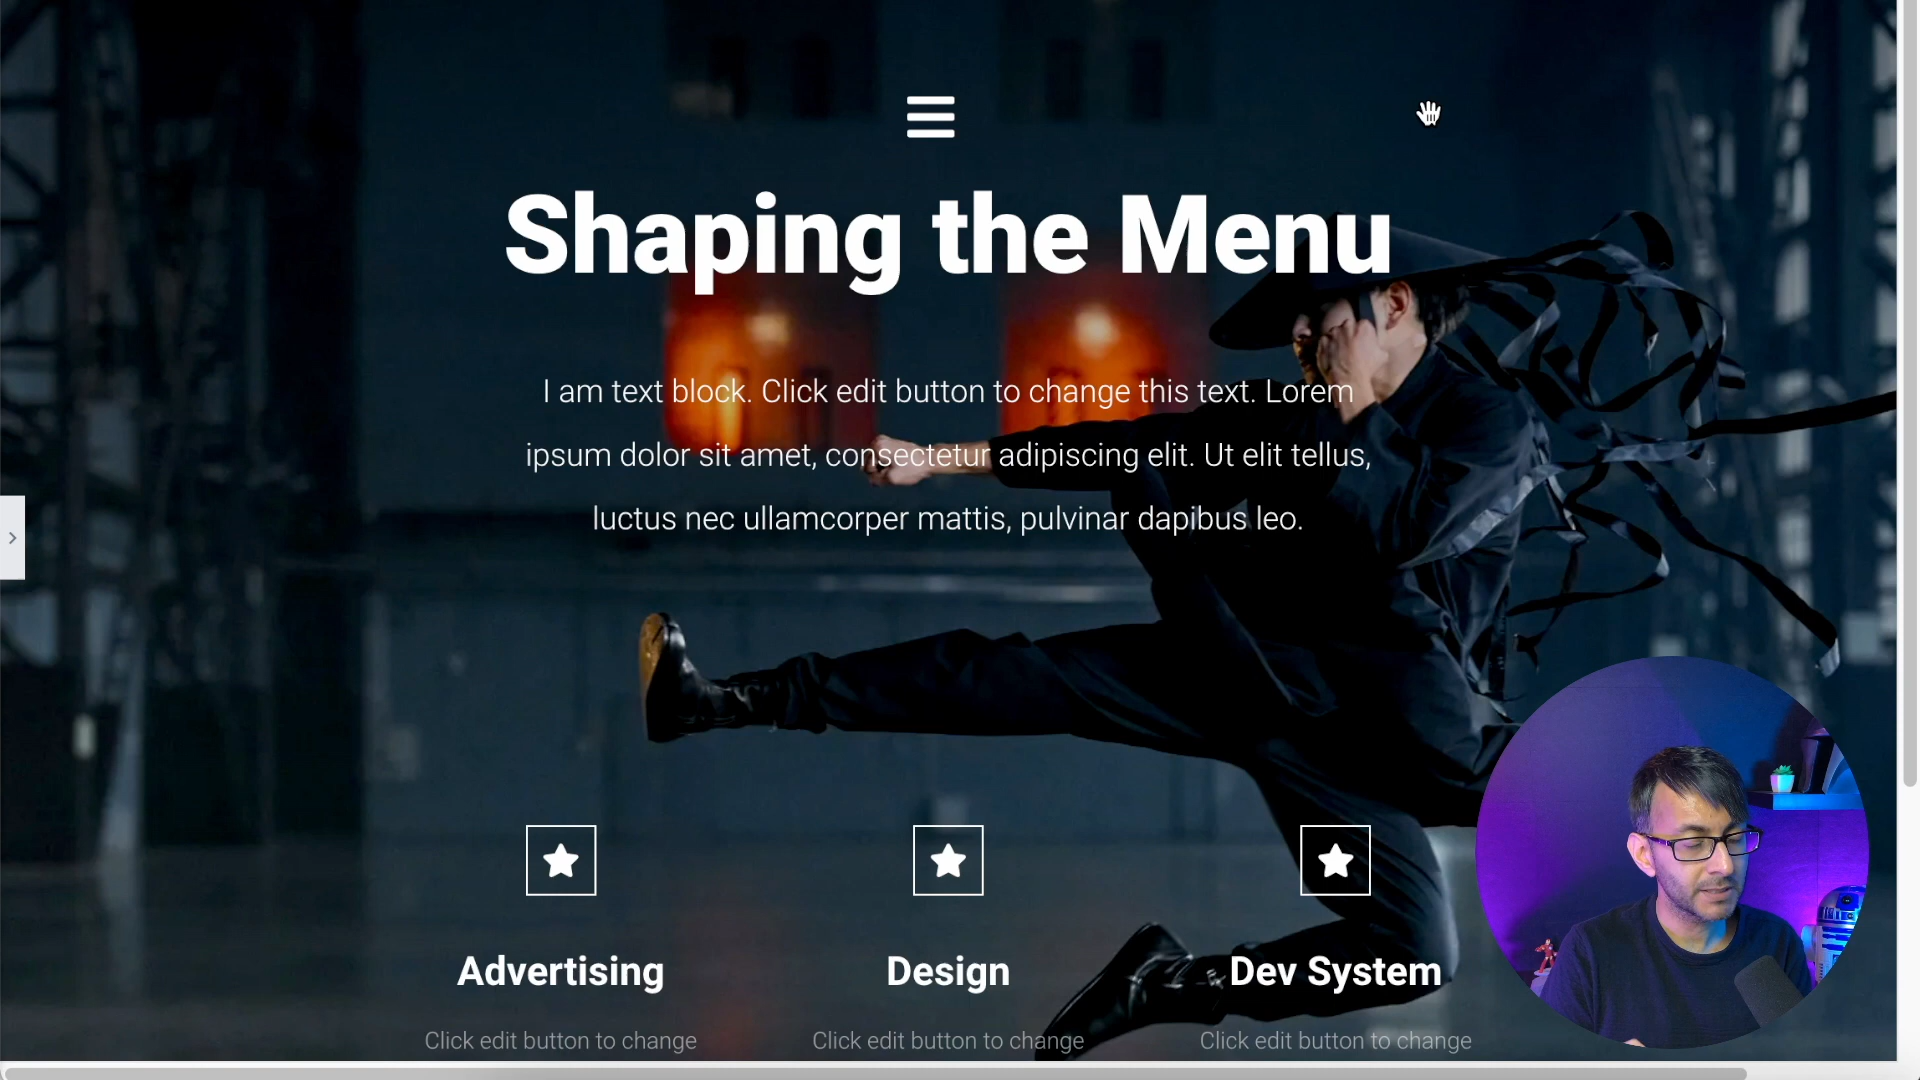 Shaping the Menu
I am text block. Click edit button to change this text. Lorem
ipsum dolor sit amet, consectetur adipiscing elit. Ut elit tellus,
luctus nec ullamcorper mattis, pulvinar dapibus leo.
Advertising
Design
Dev System
Click edit button to change
Click edit button to change
Click edit button to change